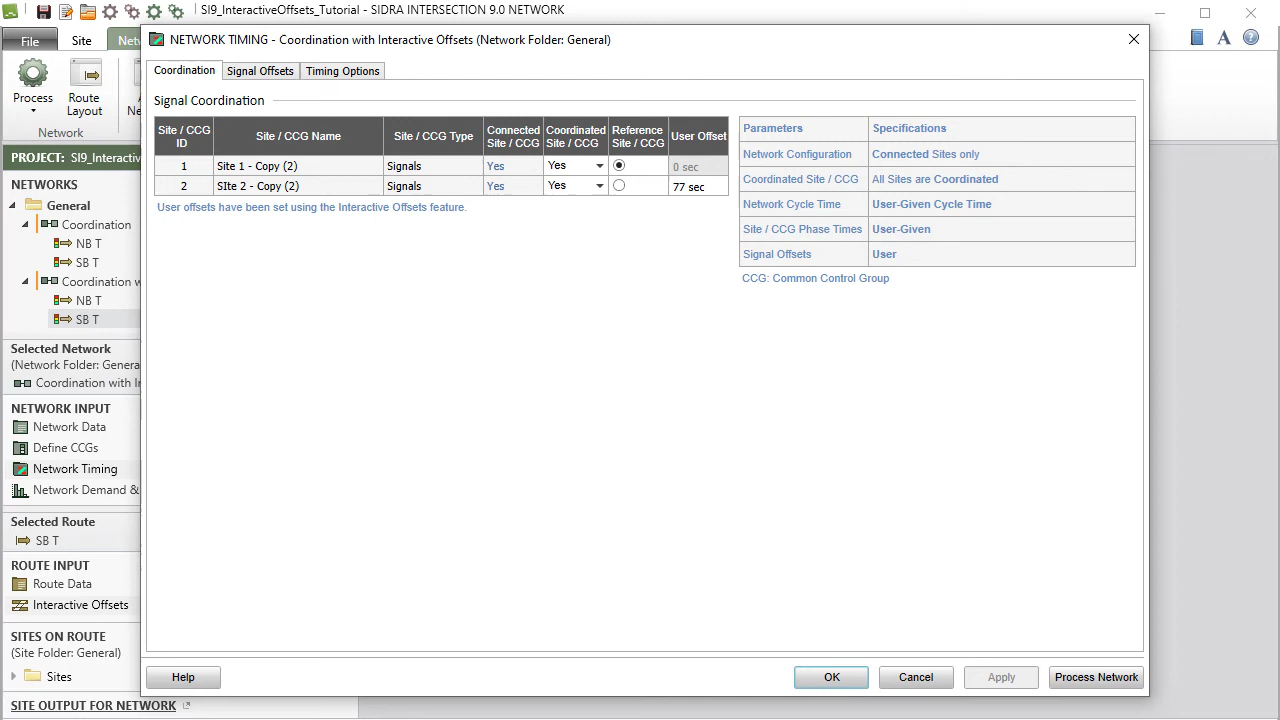 SI9_InteractiveOffsets_Tutorial - SIDRA INTERSECTION 9.0 NETWORK
File
Site
Process
Route
Layout
Network
PROJECT: SI9_Interactiv
NETWORKS
General
Coordination
NB T
SB T
Coordination w
NB T
SB T
Selected Network
(Network Folder: Genera
Coordination with In
NETWORK INPUT
Network Data
Define CCGs
Network Timing
Network Demand &
Selected Route
SB T
ROUTE INPUT
Route Data
Interactive Offsets
SITES ON ROUTE
(Site Folder: General)
Sites
SITE OUTPUT FOR NETWORK
NETWORK TIMING - Coordination with Interactive Offsets (Network Folder: General)
Coordination Signal Offsets Timing Options
Signal Coordination
Site / CCG ID Site / CCG Name Site / CCG Type Connected Site / CCG Coordinated Site / CCG Reference Site / CCG User Offset
1 Site 1 - Copy (2) Signals Yes Yes 0 sec
2 SIte 2 - Copy (2) Signals Yes Yes 77 sec
User offsets have been set using the Interactive Offsets feature.
Parameters Specifications
Network Configuration Connected Sites only
Coordinated Site / CCG All Sites are Coordinated
Network Cycle Time User-Given Cycle Time
Site / CCG Phase Times User-Given
Signal Offsets User
CCG: Common Control Group
Help OK Cancel Apply Process Network